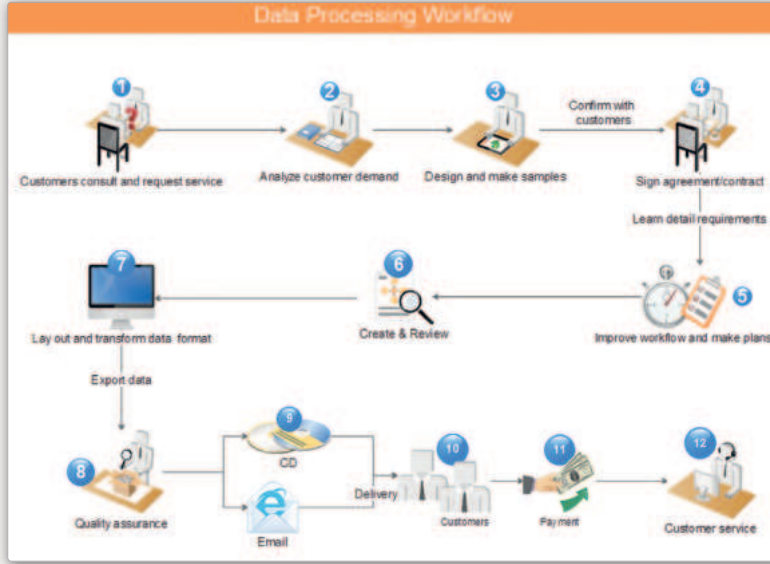 Data Processing Workflow
1
2
3
4
Confirm with
customers
Customers consult and request service
Analyze customer demand
Design and make samples
Sign agreement/contract
Learn detail requirements
7
6
5
Lay out and transform data format
Create & Review
Improve workflow and make plans
Export data
9
10
11
12
8
CD
Delivery
Quality assurance
Email
Customers
Payment
Customer service